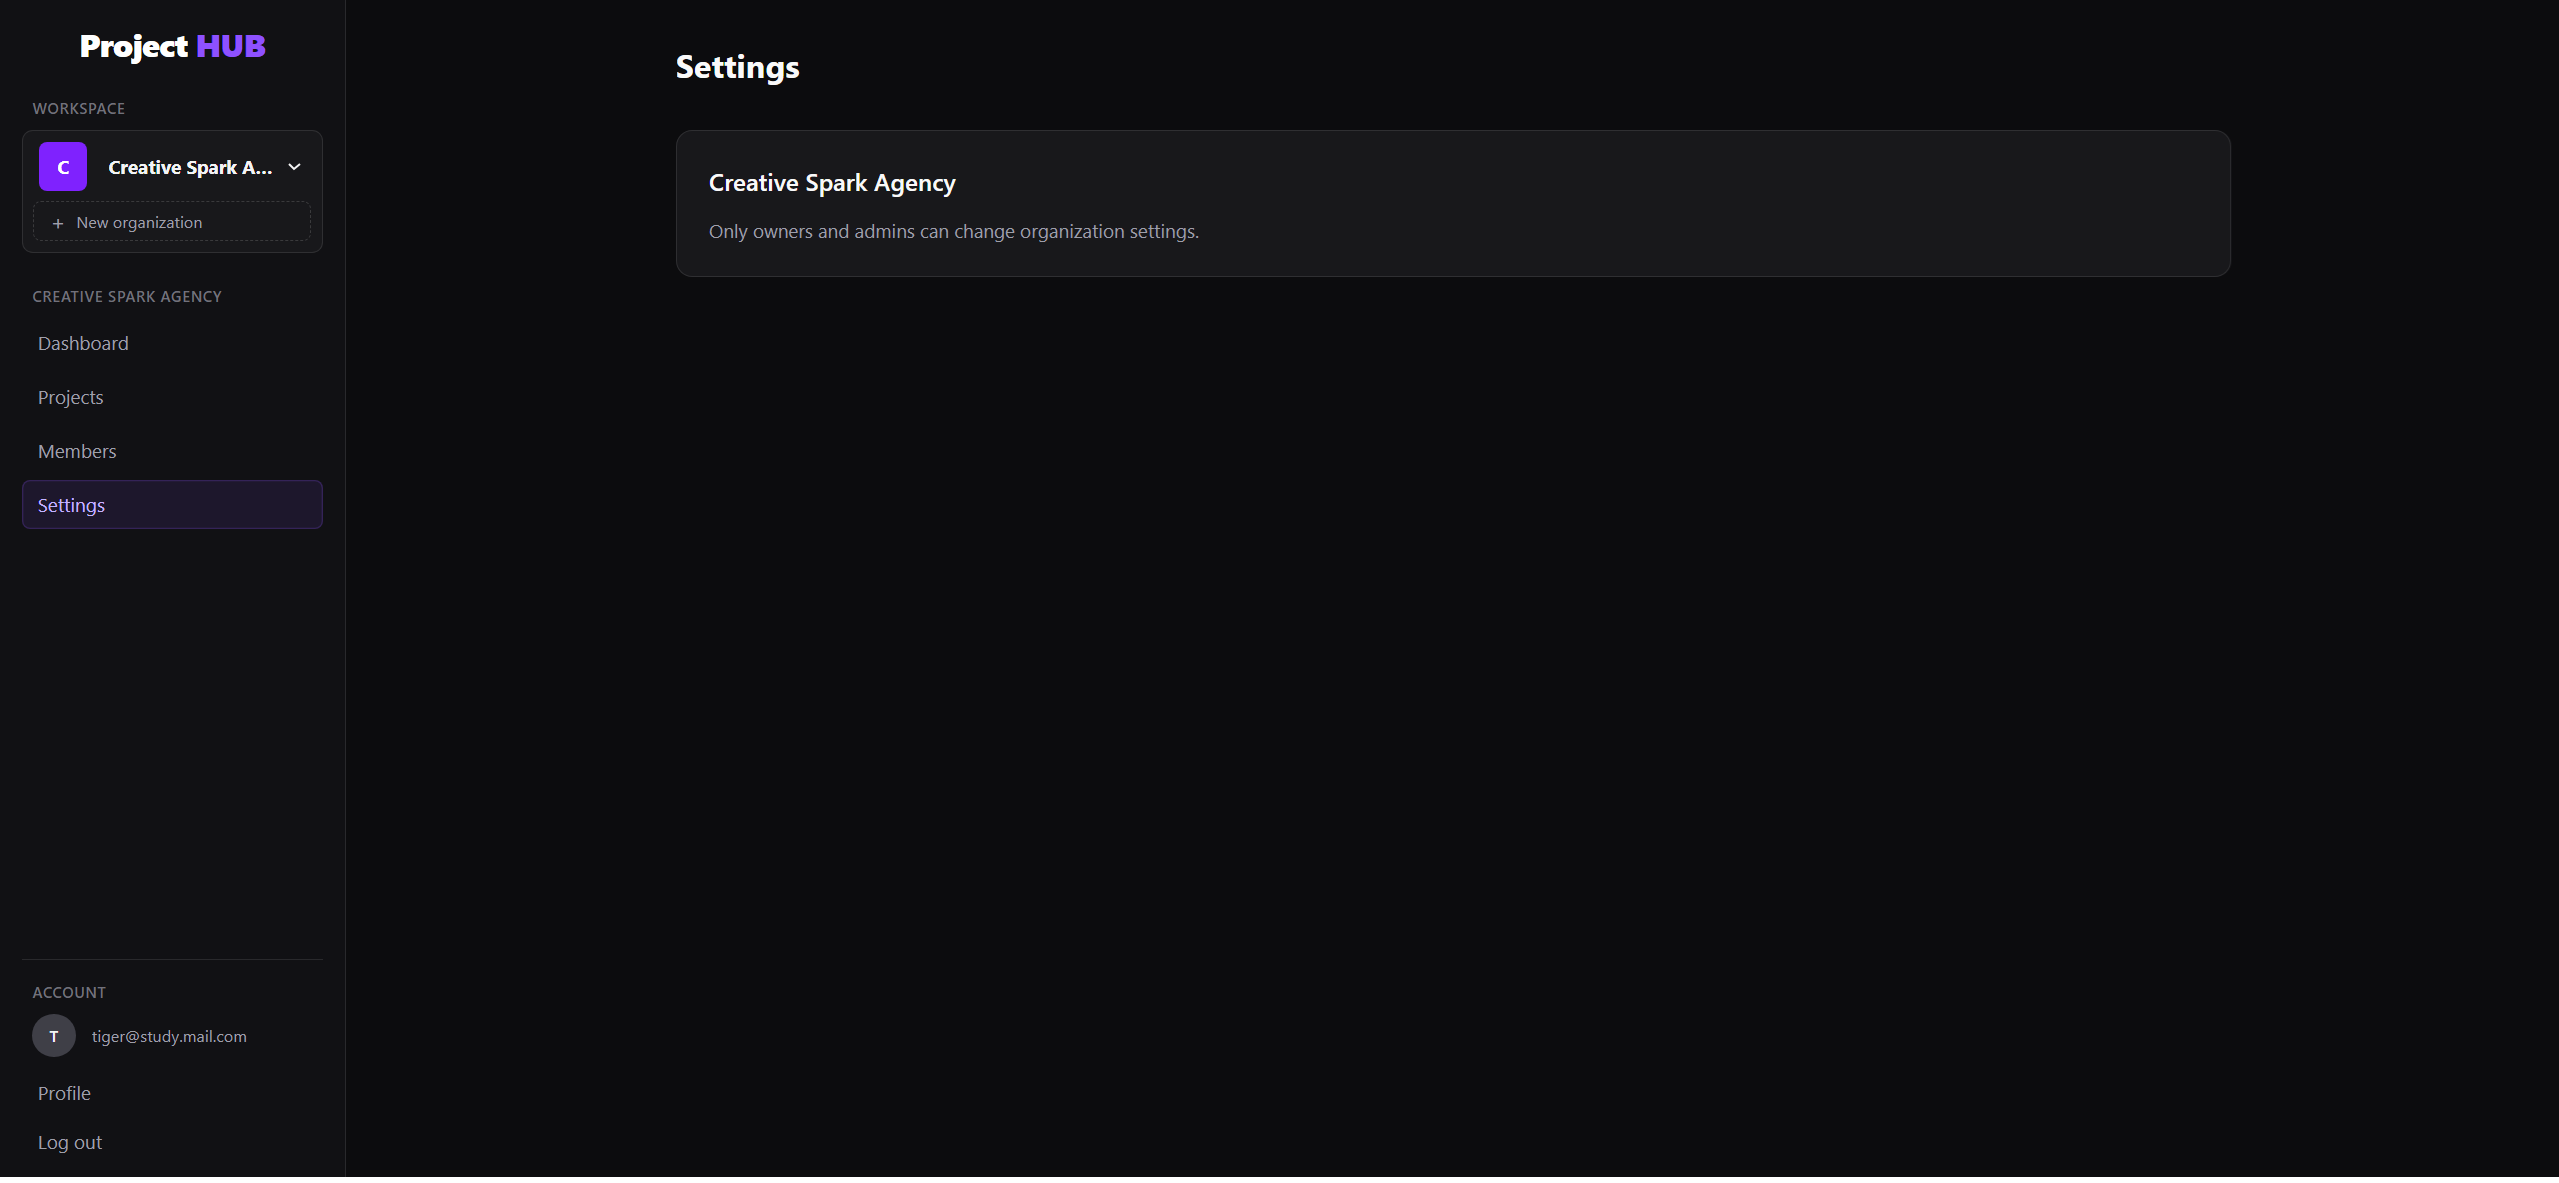 Project HUB
WORKSPACE
C
Creative Spark A...
+ New organization
CREATIVE SPARK AGENCY
Dashboard
Projects
Members
Settings
ACCOUNT
T
tiger@study.mail.com
Profile
Log out
Settings
Creative Spark Agency
Only owners and admins can change organization settings.